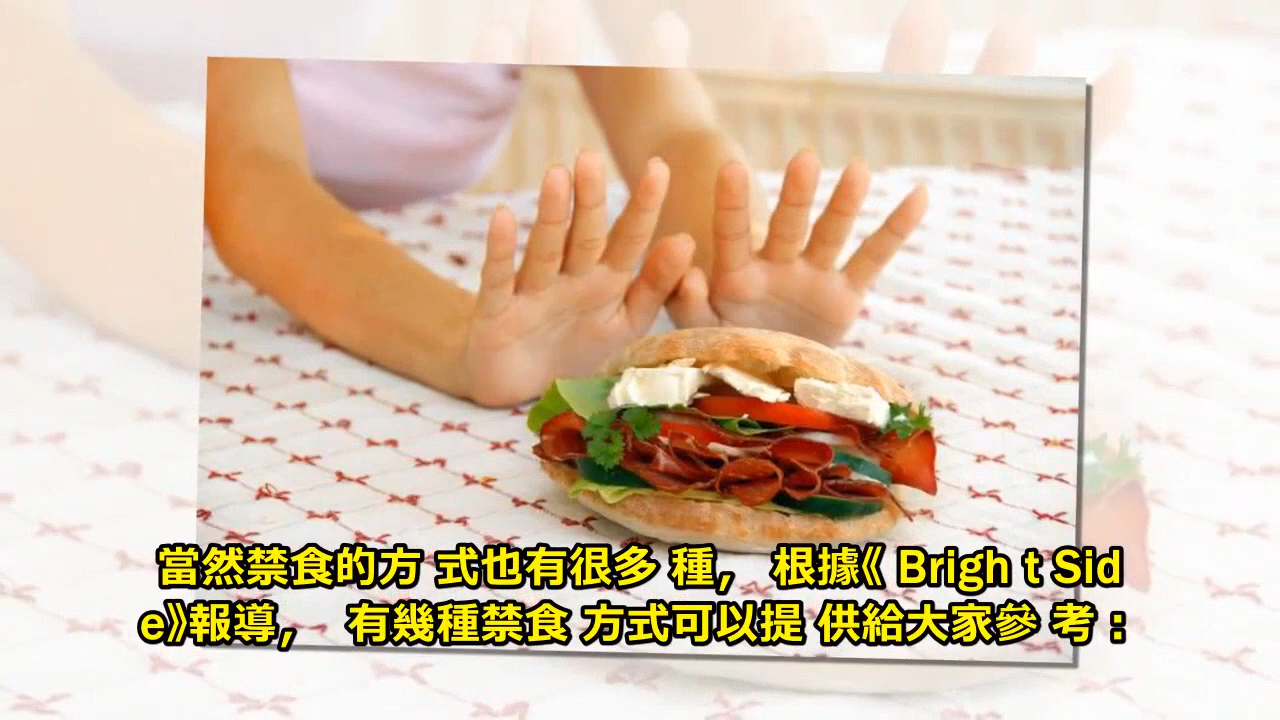 當然禁食的方 式也有很多 種， 根據《 Brigh t Sid
e》報導， 有幾種禁食 方式可以提 供給大家參 考：